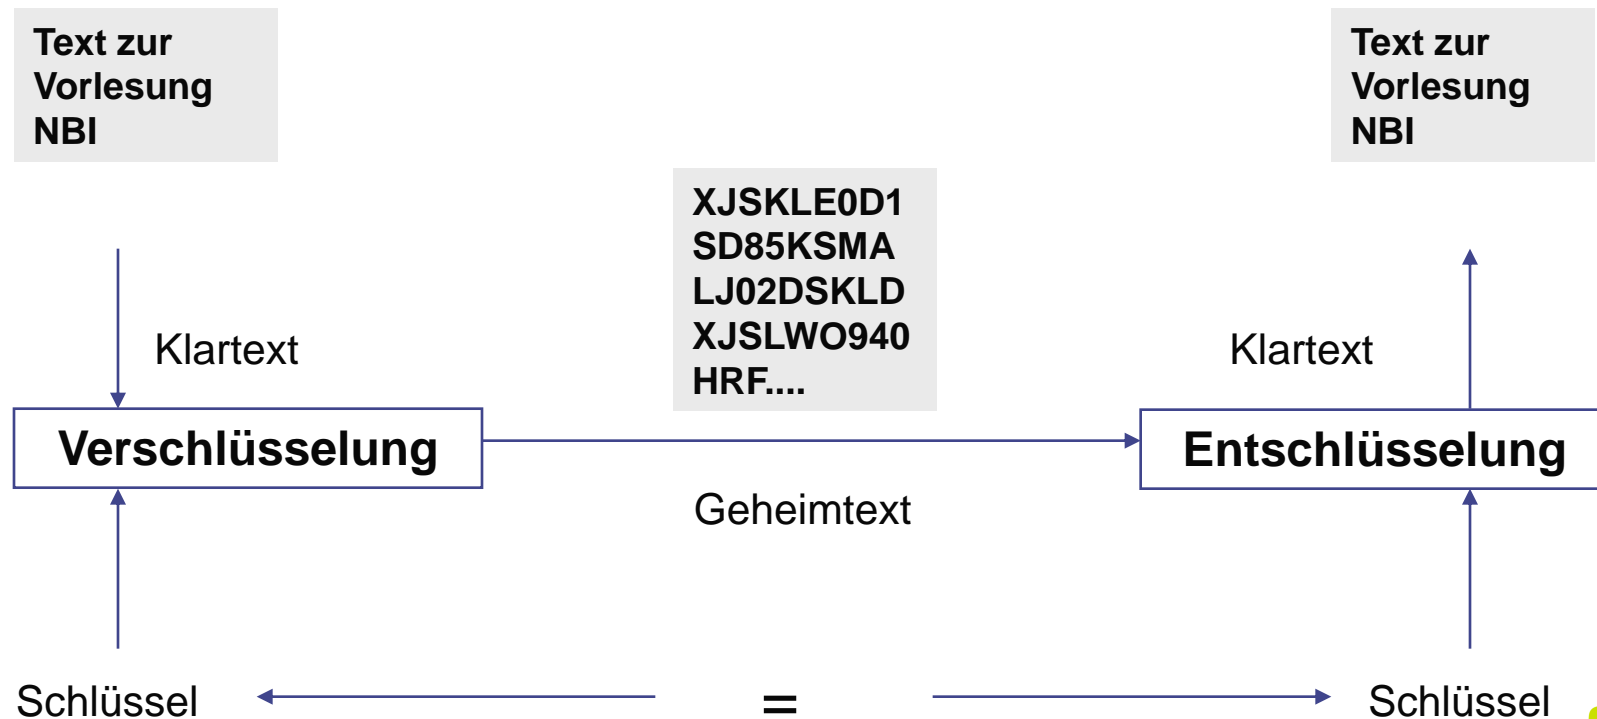 Text zur
Vorlesung
NBI
Text zur
Vorlesung
NBI
XJSKLE0D1
SD85KSMA
LJ02DSKLD
XJSLWO940
HRF....
Klartext
Klartext
Verschlüsselung
Entschlüsselung
Geheimtext
Schlüssel
=
Schlüssel